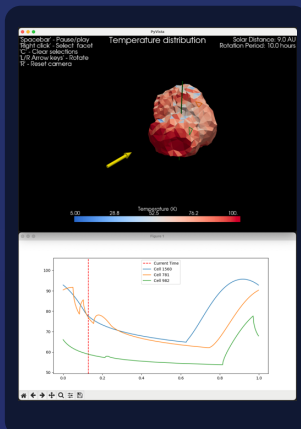 PyVista
'Spacebar' - Pause/play
'Right click' - Select facet
'C' - Clear selections
'L/R Arrow keys' - Rotate
'R' - Reset camera
Temperature distribution
Solar Distance: 9.0 AU
Rotation Period: 10.0 hours
Temperature (K)
5.00 28.8 52.5 76.2 100.
Figure 1
Current Time
Cell 1560
Cell 781
Cell 982
100
90
80
70
60
50
0.0 0.2 0.4 0.6 0.8 1.0